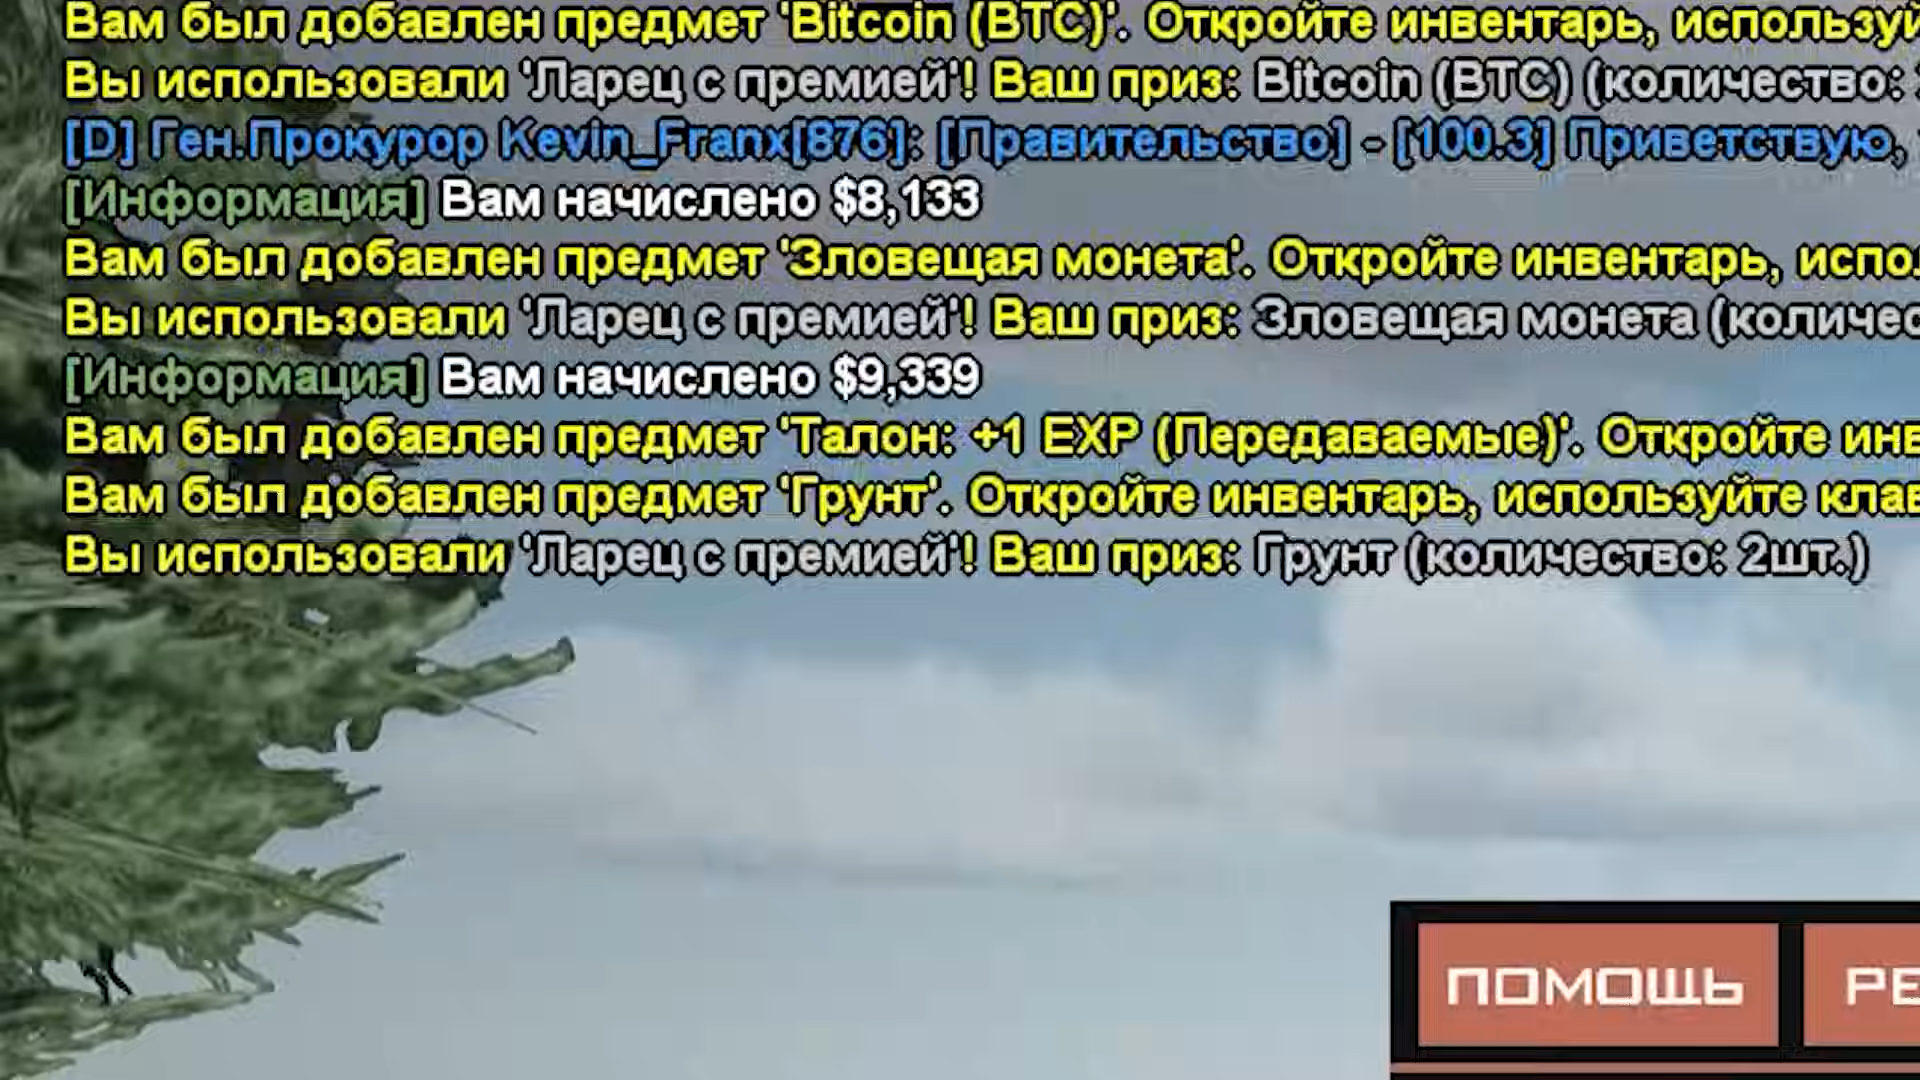 Вам был добавлен предмет 'Bitcoin (BTC)'. Откройте инвентарь, используй
Вы использовали 'Ларец с премией'! Ваш приз: Bitcoin (BTC) (количество:
[D] Ген.Прокурор Kevin_Franx[876]: [Правительство] - [100.3] Приветствую,
[Информация] Вам начислено $8,133
Вам был добавлен предмет 'Зловещая монета'. Откройте инвентарь, испо
Вы использовали 'Ларец с премией'! Ваш приз: Зловещая монета (количес
[Информация] Вам начислено $9,339
Вам был добавлен предмет 'Талон: +1 EXP (Передаваемые)'. Откройте инв
Вам был добавлен предмет 'Грунт'. Откройте инвентарь, используйте клав
Вы использовали 'Ларец с премией'! Ваш приз: Грунт (количество: 2шт.)
ПОМОЩЬ РЕ